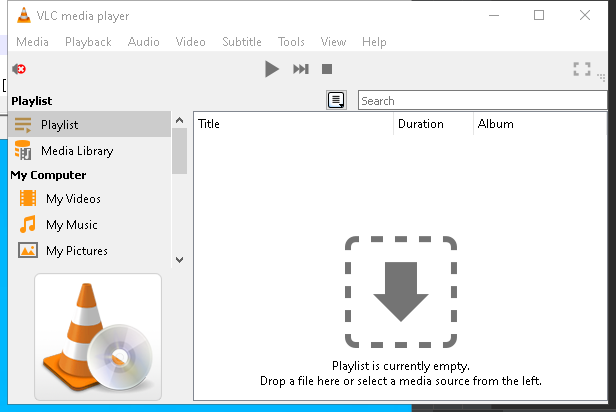 VLC media player
Media Playback Audio Video Subtitle Tools View Help
Playlist
Search
Playlist
Media Library
My Computer
My Videos
My Music
My Pictures
Title Duration Album
Playlist is currently empty.
Drop a file here or select a media source from the left.